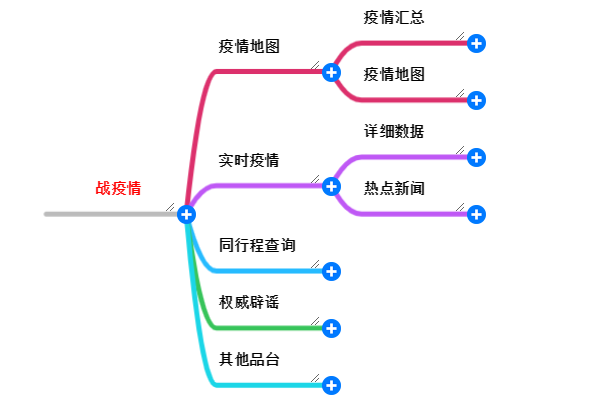 战疫情
疫情地图
疫情汇总
疫情地图
实时疫情
详细数据
热点新闻
同行程查询
权威辟谣
其他品台